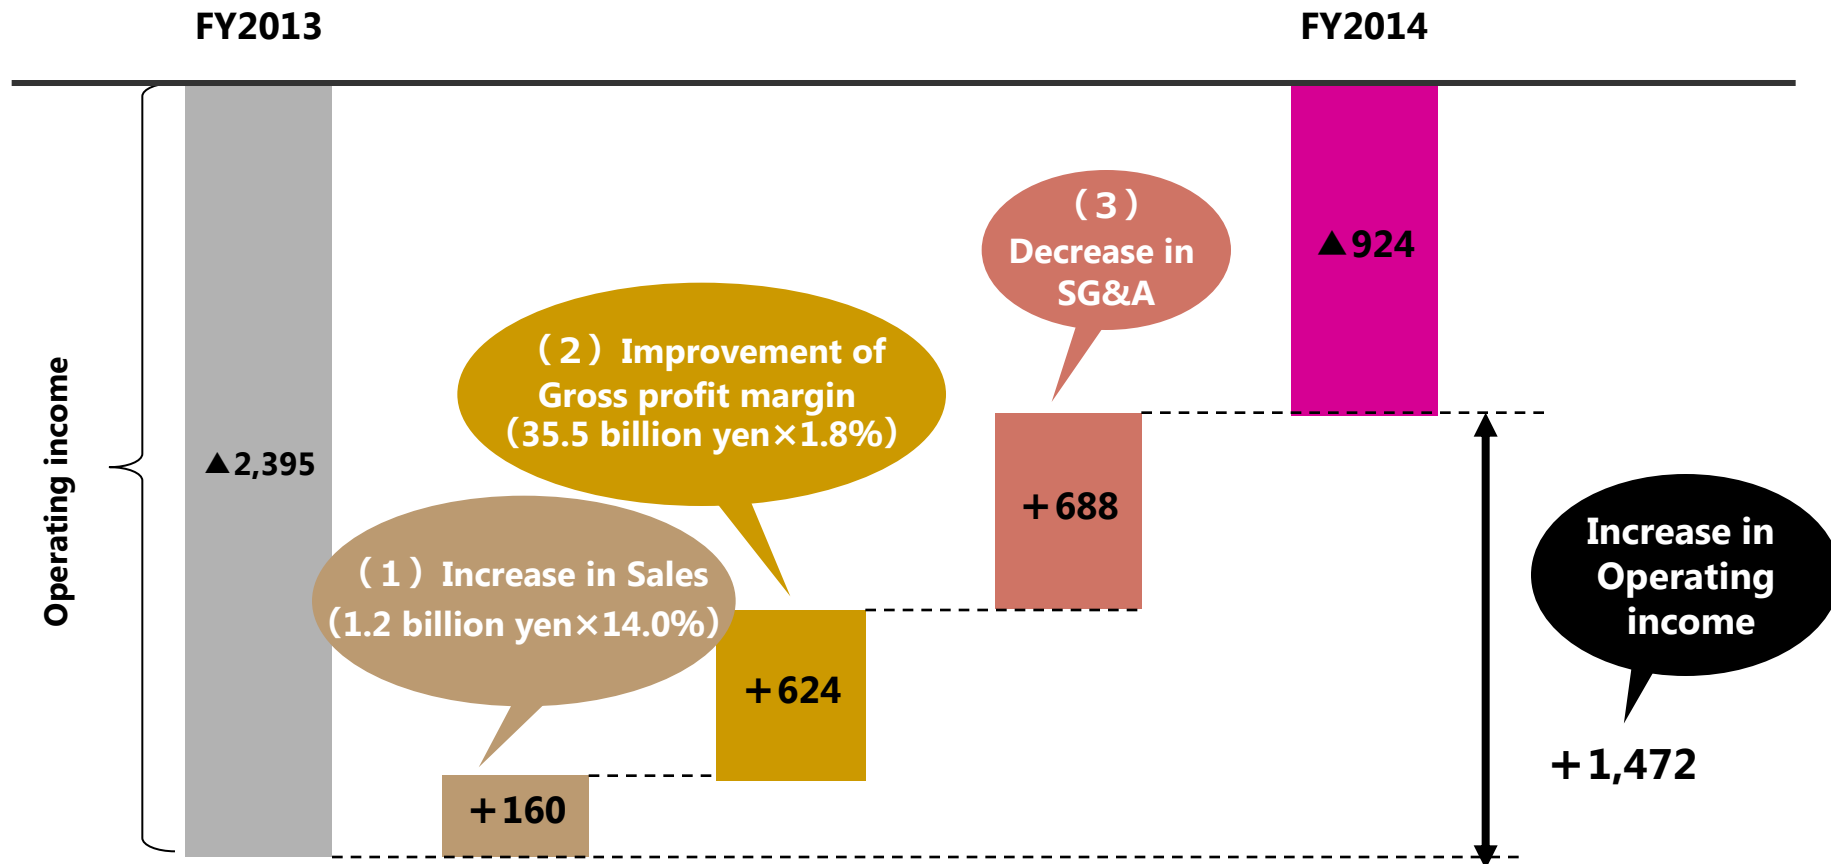 FY2013
FY2014
Operating income
▲2,395
（1）Increase in Sales
（1.2 billion yen×14.0%）
+160
（2）Improvement of
Gross profit margin
（35.5 billion yen×1.8%）
+624
（3）
Decrease in
SG&A
+688
▲924
Increase in
Operating
income
+1,472